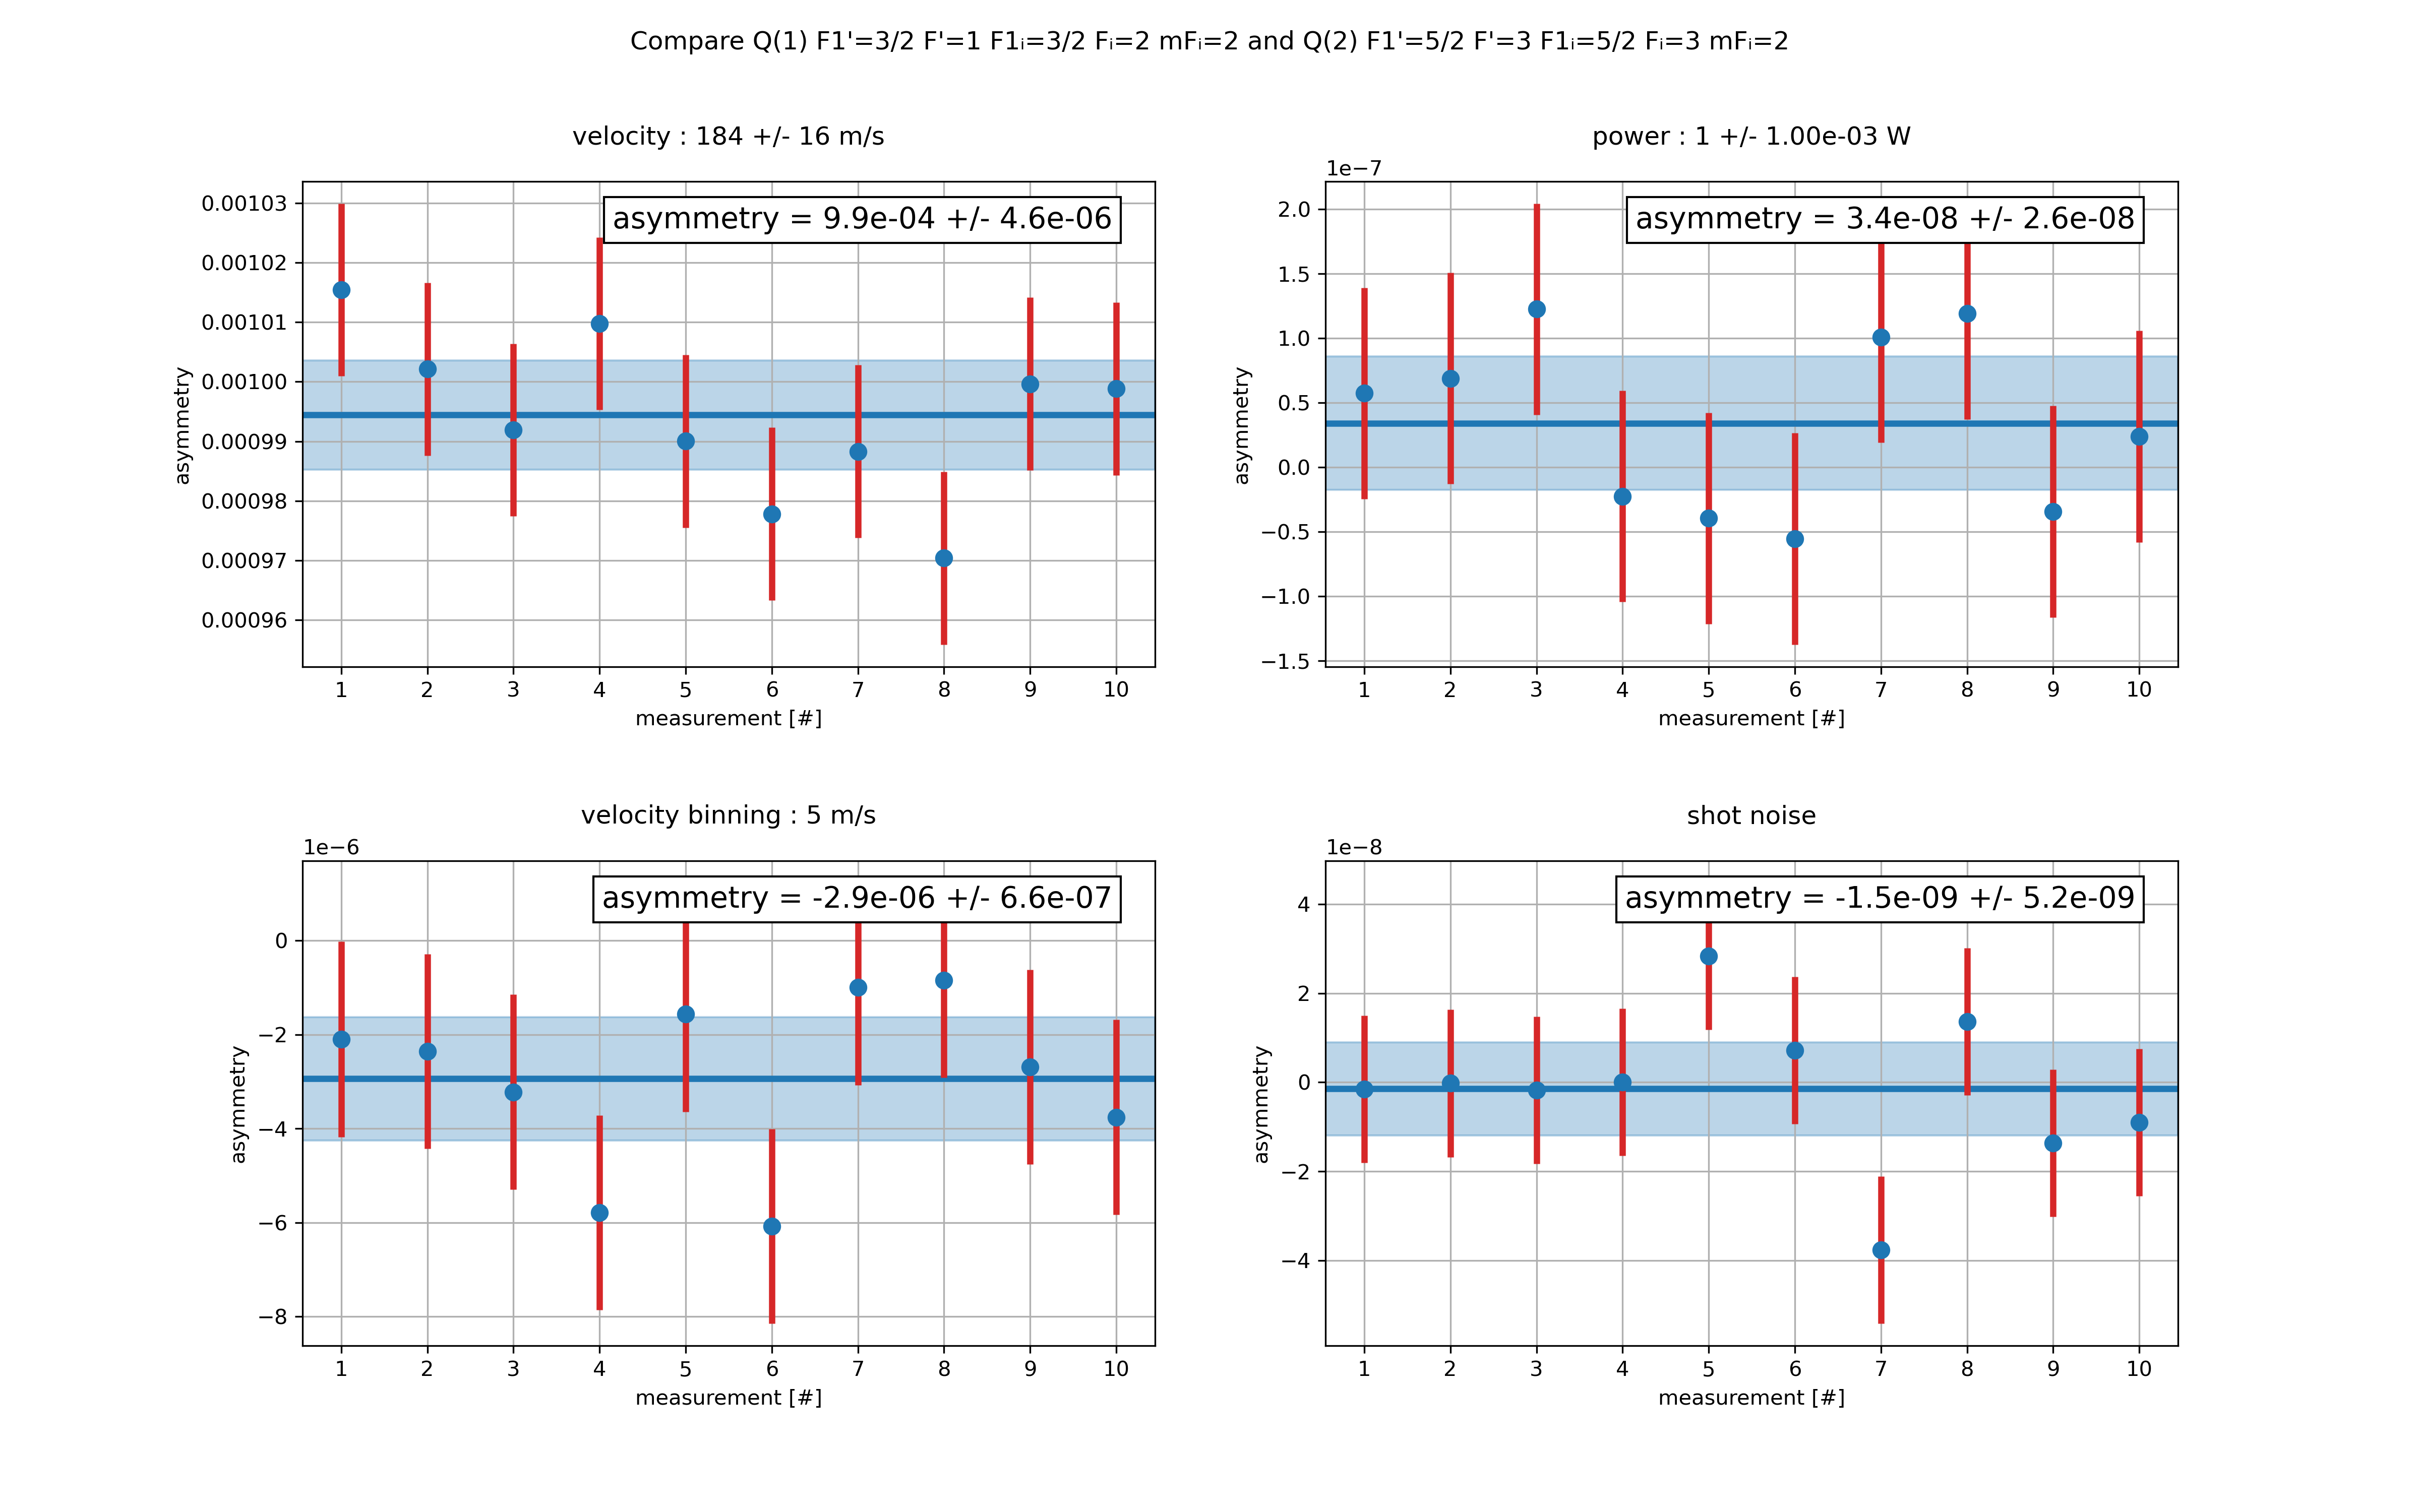 Compare Q(1) F1'=3/2 F'=1 F1ᵢ=3/2 Fᵢ=2 mFᵢ=2 and Q(2) F1'=5/2 F'=3 F1ᵢ=5/2 Fᵢ=3 mFᵢ=2
velocity : 184 +/- 16 m/s
asymmetry = 9.9e-04 +/- 4.6e-06
asymmetry
0.00103
0.00102
0.00101
0.00100
0.00099
0.00098
0.00097
0.00096
1 2 3 4 5 6 7 8 9 10
measurement [#]
power : 1 +/- 1.00e-03 W
1e−7
asymmetry = 3.4e-08 +/- 2.6e-08
asymmetry
2.0
1.5
1.0
0.5
0.0
−0.5
−1.0
−1.5
1 2 3 4 5 6 7 8 9 10
measurement [#]
velocity binning : 5 m/s
1e−6
asymmetry = -2.9e-06 +/- 6.6e-07
asymmetry
0
−2
−4
−6
−8
1 2 3 4 5 6 7 8 9 10
measurement [#]
shot noise
1e−8
asymmetry = -1.5e-09 +/- 5.2e-09
asymmetry
4
2
0
−2
−4
1 2 3 4 5 6 7 8 9 10
measurement [#]